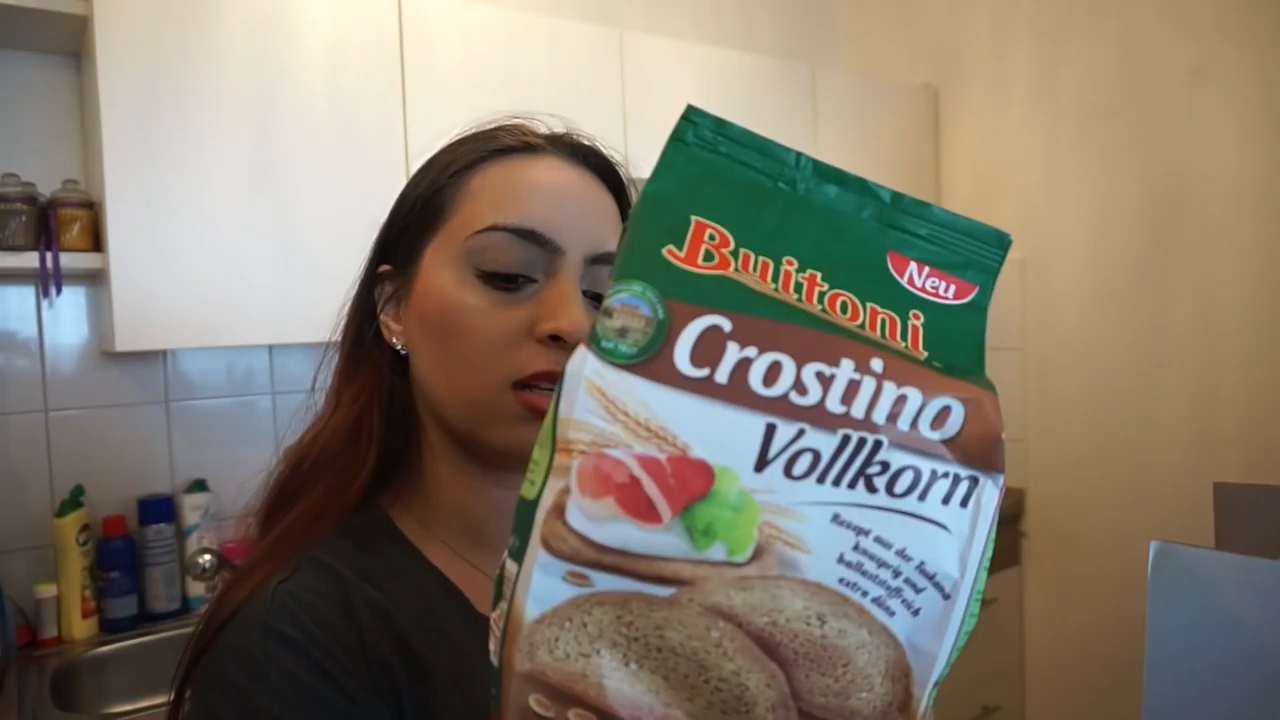 Buitoni
Neu
Crostino
Vollkorn
Rezept aus der Toskana
knusprig und
ballaststoffreich
extra dünn